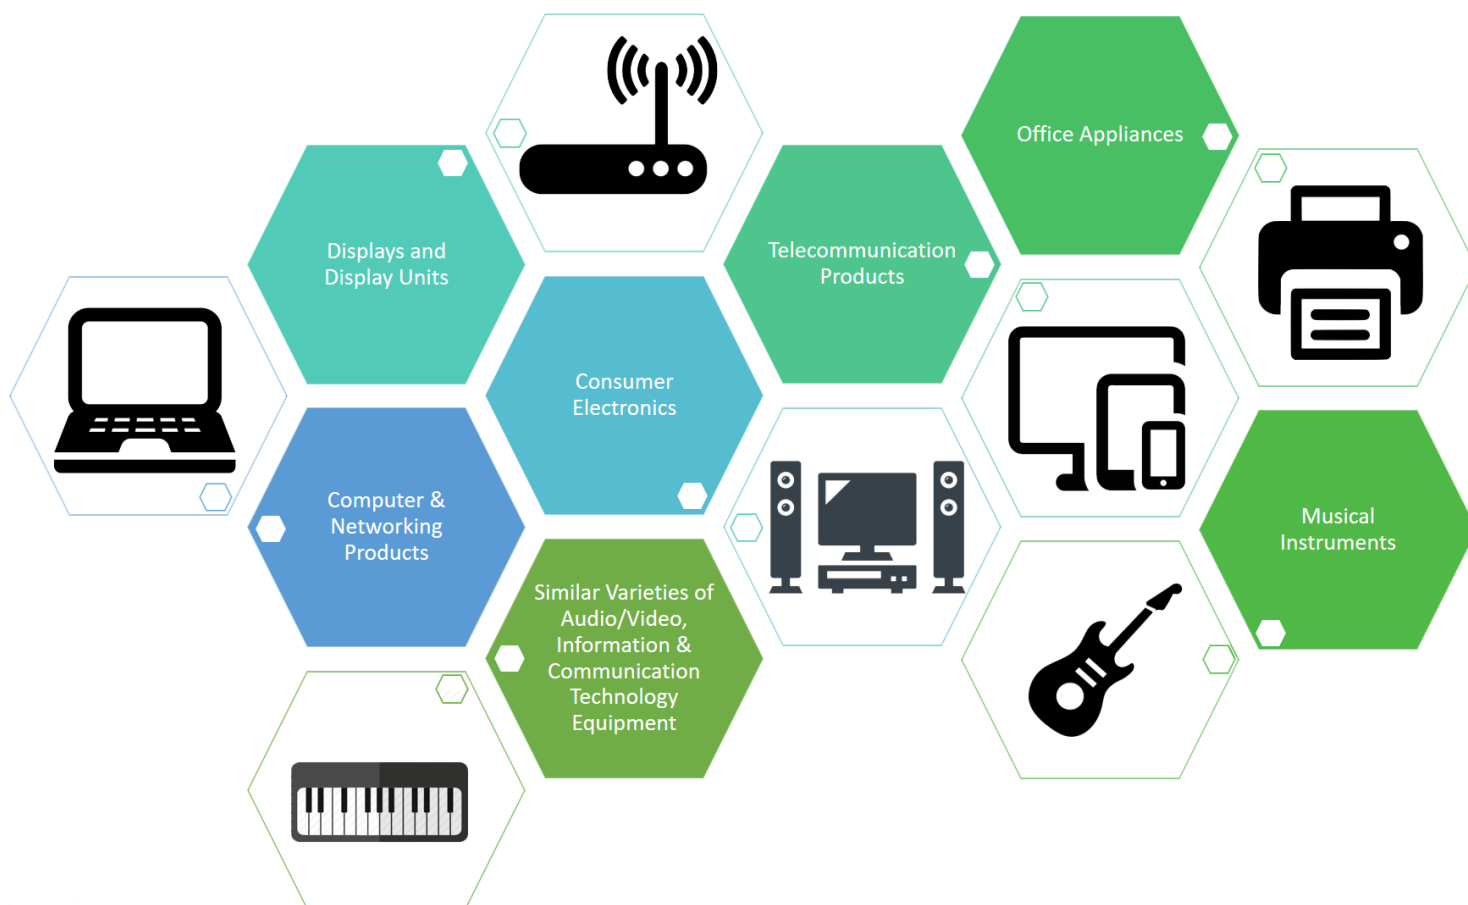 Office Appliances
Displays and
Display Units
Telecommunication
Products
Consumer
Electronics
Computer &
Networking
Products
Musical
Instruments
Similar Varieties of
Audio/Video,
Information &
Communication
Technology
Equipment